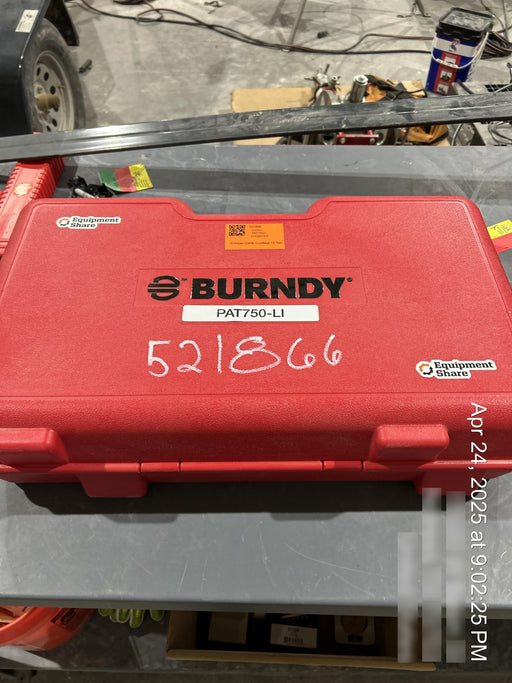 Equipment
Share
BURNDY
PAT750-LI
521866
Equipment
Share
Apr 24, 2025 at 9:02:25 PM